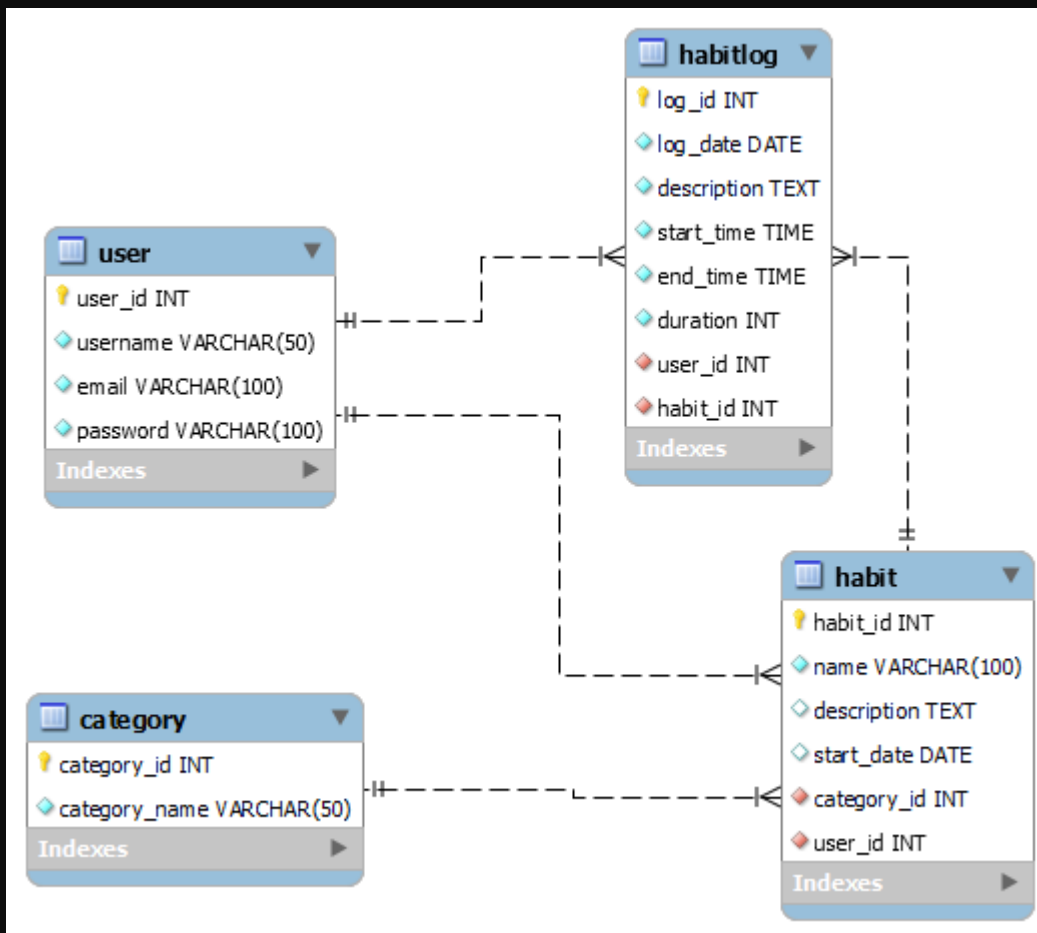 user
user_id INT
username VARCHAR(50)
email VARCHAR(100)
password VARCHAR(100)
Indexes
habitlog
log_id INT
log_date DATE
description TEXT
start_time TIME
end_time TIME
duration INT
user_id INT
habit_id INT
Indexes
category
category_id INT
category_name VARCHAR(50)
Indexes
habit
habit_id INT
name VARCHAR(100)
description TEXT
start_date DATE
category_id INT
user_id INT
Indexes